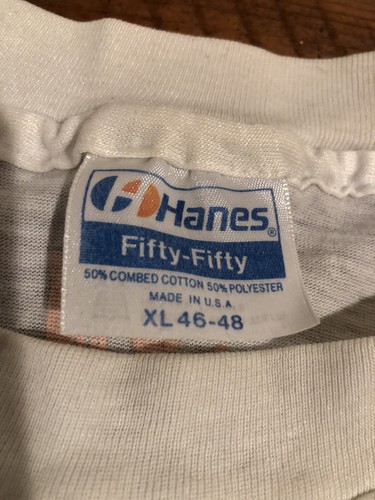 Hanes®
Fifty-Fifty
50% COMBED COTTON 50% POLYESTER
MADE IN U.S.A.
XL 46-48